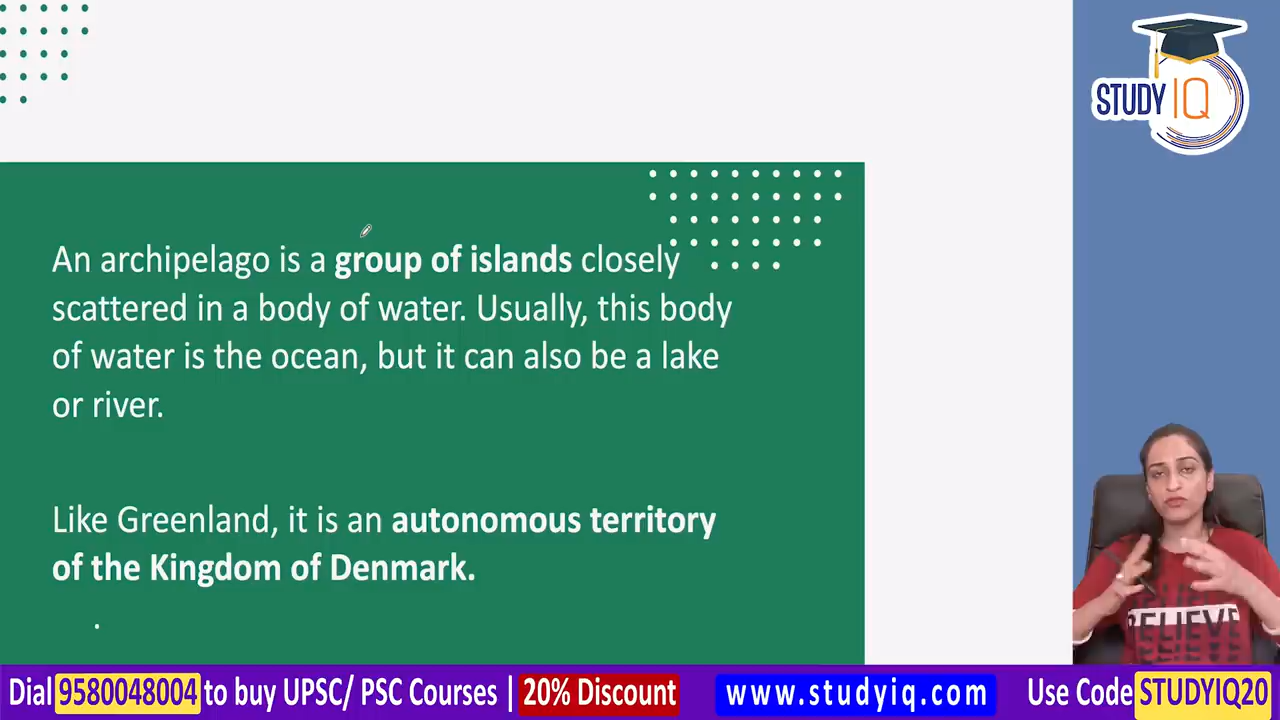 STUDY IQ
An archipelago is a group of islands closely
scattered in a body of water. Usually, this body
of water is the ocean, but it can also be a lake
or river.
Like Greenland, it is an autonomous territory
of the Kingdom of Denmark.
.
BELIEVE
BELIEVE
BELIEVE
Dial 9580048004 to buy UPSC/ PSC Courses | 20% Discount www.studyiq.com Use Code STUDYIQ20